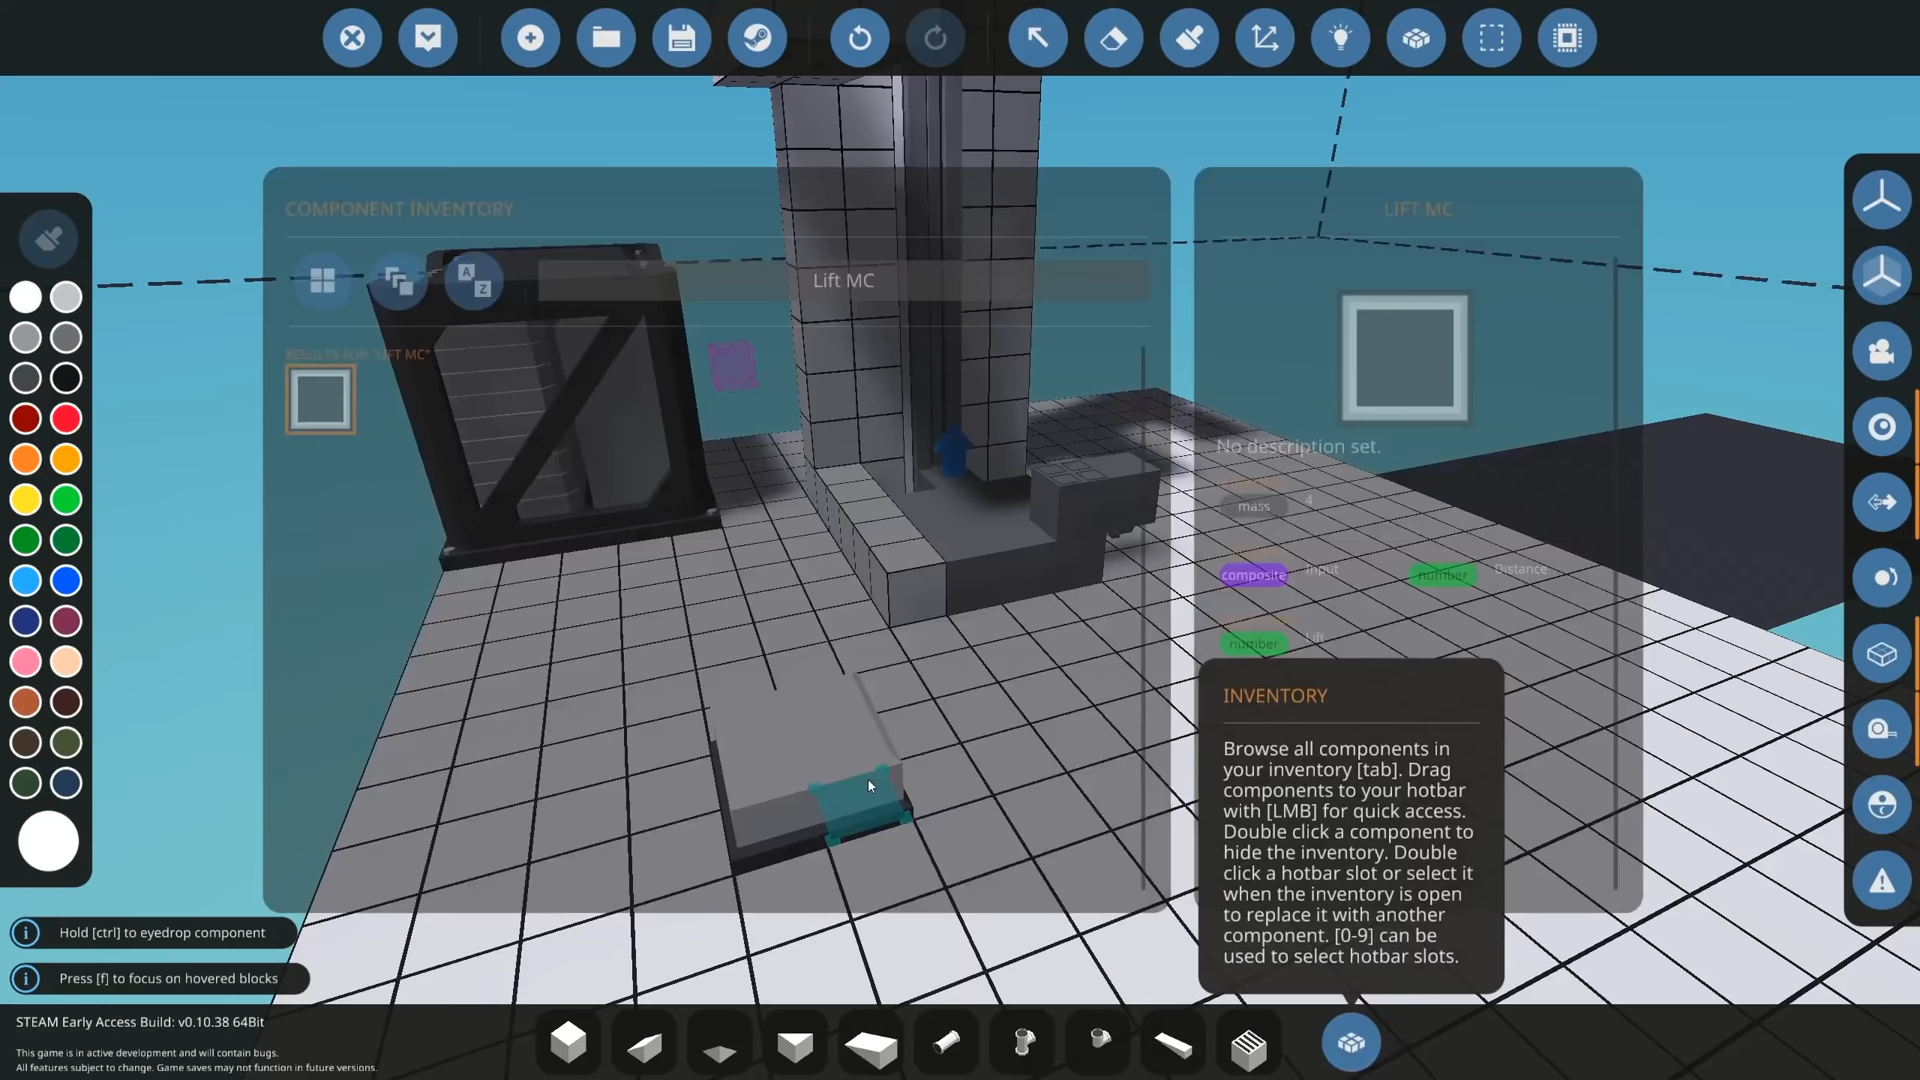 COMPONENT INVENTORY
A
Z
Lift MC
RESULTS FOR "LIFT MC"
LIFT MC
No description set.
mass 4
composite Input number Distance
number Lift
INVENTORY
Browse all components in
your inventory [tab]. Drag
components to your hotbar
with [LMB] for quick access.
Double click a component to
hide the inventory. Double
click a hotbar slot or select it
when the inventory is open
to replace it with another
component. [0-9] can be
used to select hotbar slots.
Hold [ctrl] to eyedrop component
Press [f] to focus on hovered blocks
STEAM Early Access Build: v0.10.38 64Bit
This game is in active development and will contain bugs.
All features subject to change. Game saves may not function in future versions.